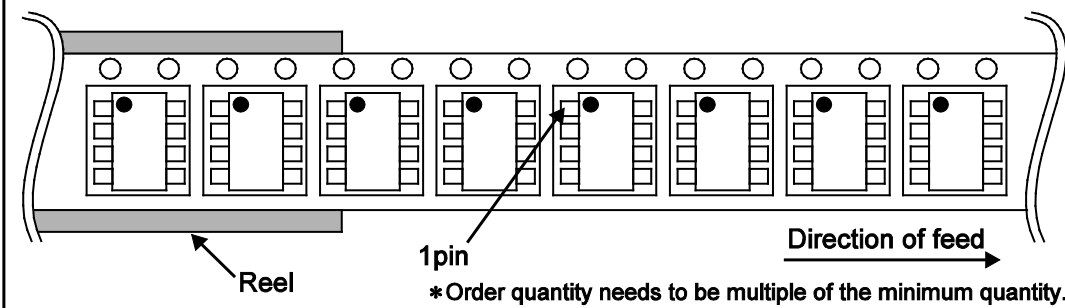 Direction of feed
1pin
Reel
*Order quantity needs to be multiple of the minimum quantity.